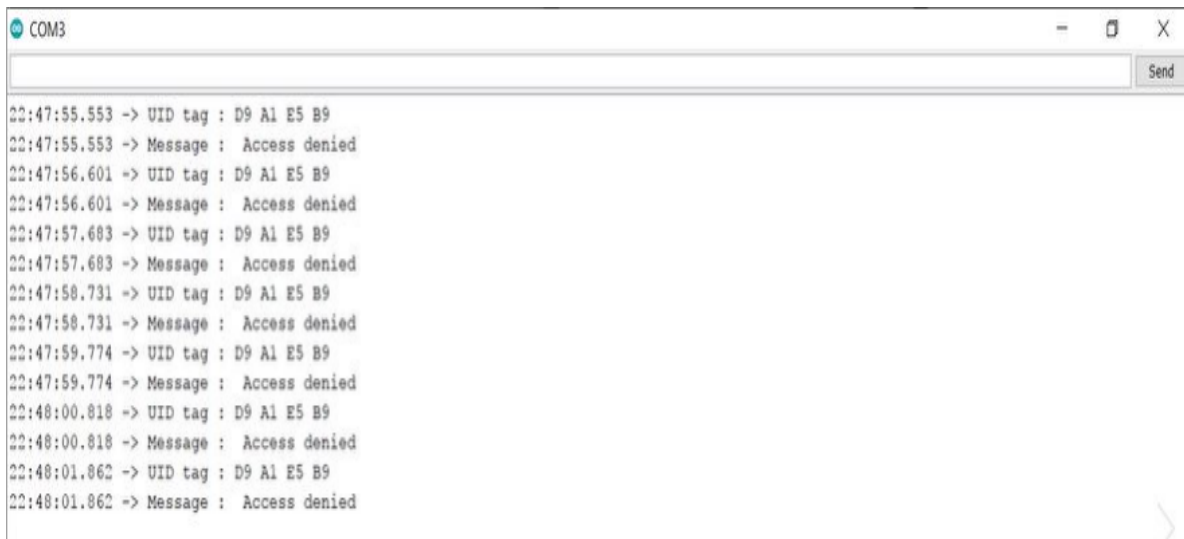 COM3
Send
22:47:55.553 -> UID tag : D9 A1 E5 B9
22:47:55.553 -> Message :  Access denied
22:47:56.601 -> UID tag : D9 A1 E5 B9
22:47:56.601 -> Message :  Access denied
22:47:57.683 -> UID tag : D9 A1 E5 B9
22:47:57.683 -> Message :  Access denied
22:47:58.731 -> UID tag : D9 A1 E5 B9
22:47:58.731 -> Message :  Access denied
22:47:59.774 -> UID tag : D9 A1 E5 B9
22:47:59.774 -> Message :  Access denied
22:48:00.818 -> UID tag : D9 A1 E5 B9
22:48:00.818 -> Message :  Access denied
22:48:01.862 -> UID tag : D9 A1 E5 B9
22:48:01.862 -> Message :  Access denied